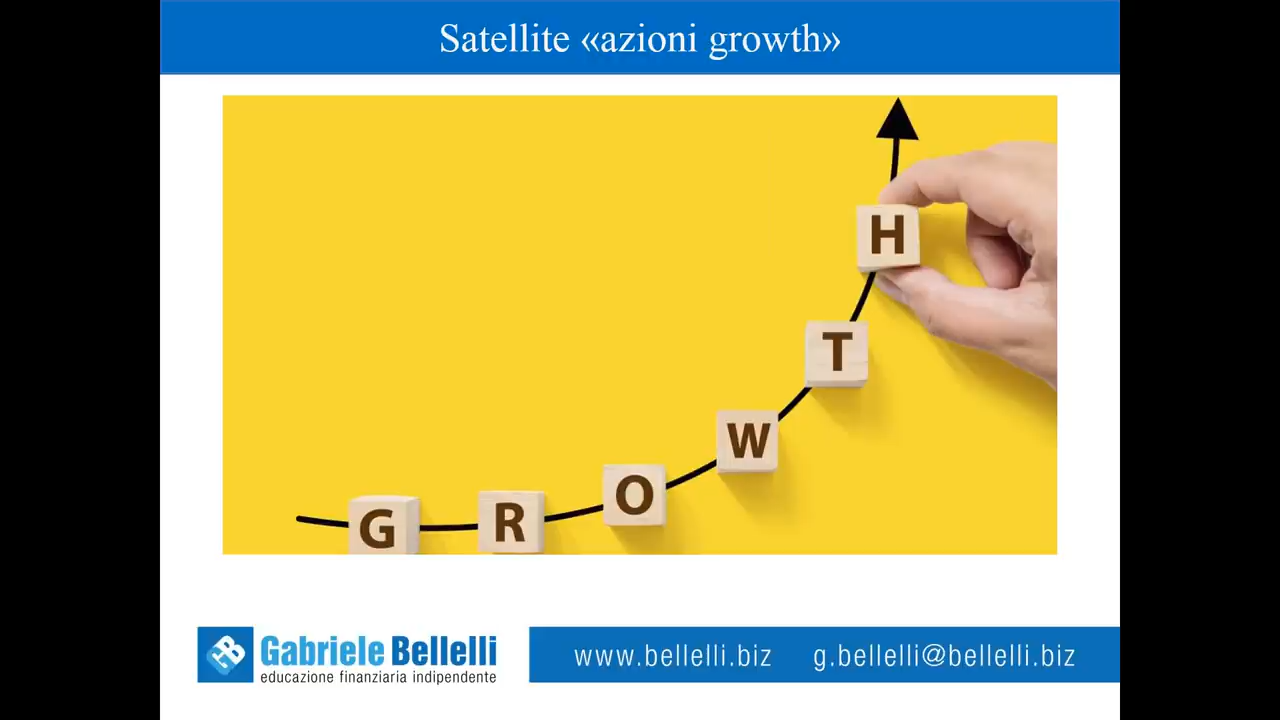 Satellite «azioni growth»
H
T
W
O
R
G
Gabriele Bellelli
educazione finanziaria indipendente
www.bellelli.biz g.bellelli@bellelli.biz